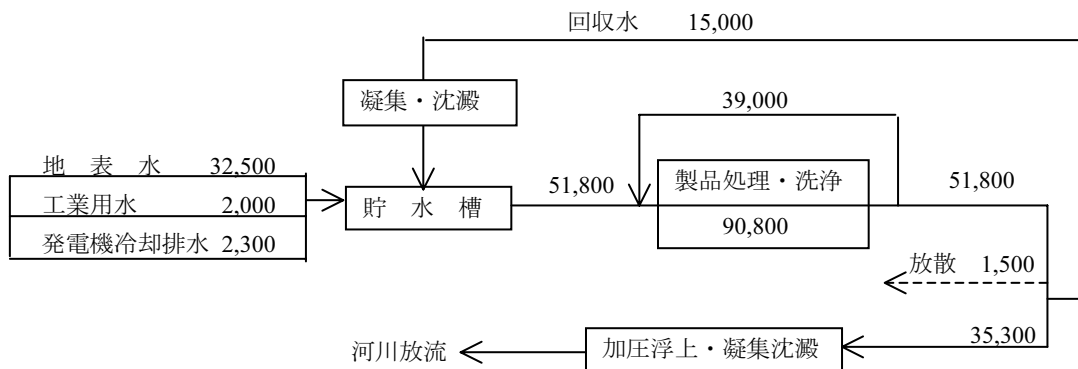 回収水 15,000
凝集・沈澱
39,000
地 表 水 32,500
工業用水 2,000
発電機冷却排水 2,300
貯 水 槽
51,800
製品処理・洗浄
90,800
51,800
放散 1,500
河川放流
加圧浮上・凝集沈澱
35,300